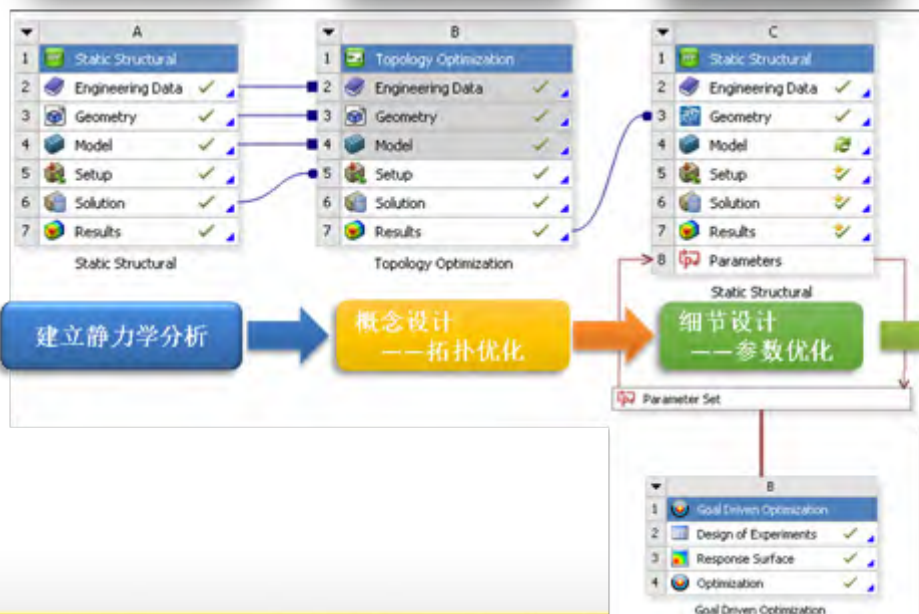 A
1 Static Structural
2 Engineering Data
3 Geometry
4 Model
5 Setup
6 Solution
7 Results
Static Structural
B
1 Topology Optimization
2 Engineering Data
3 Geometry
4 Model
5 Setup
6 Solution
7 Results
Topology Optimization
C
1 Static Structural
2 Engineering Data
3 Geometry
4 Model
5 Setup
6 Solution
7 Results
8 Parameters
Static Structural
建立静力学分析
概念设计
——拓扑优化
细节设计
——参数优化
Parameter Set
B
1 Goal Driven Optimization
2 Design of Experiments
3 Response Surface
4 Optimization
Goal Driven Optimization